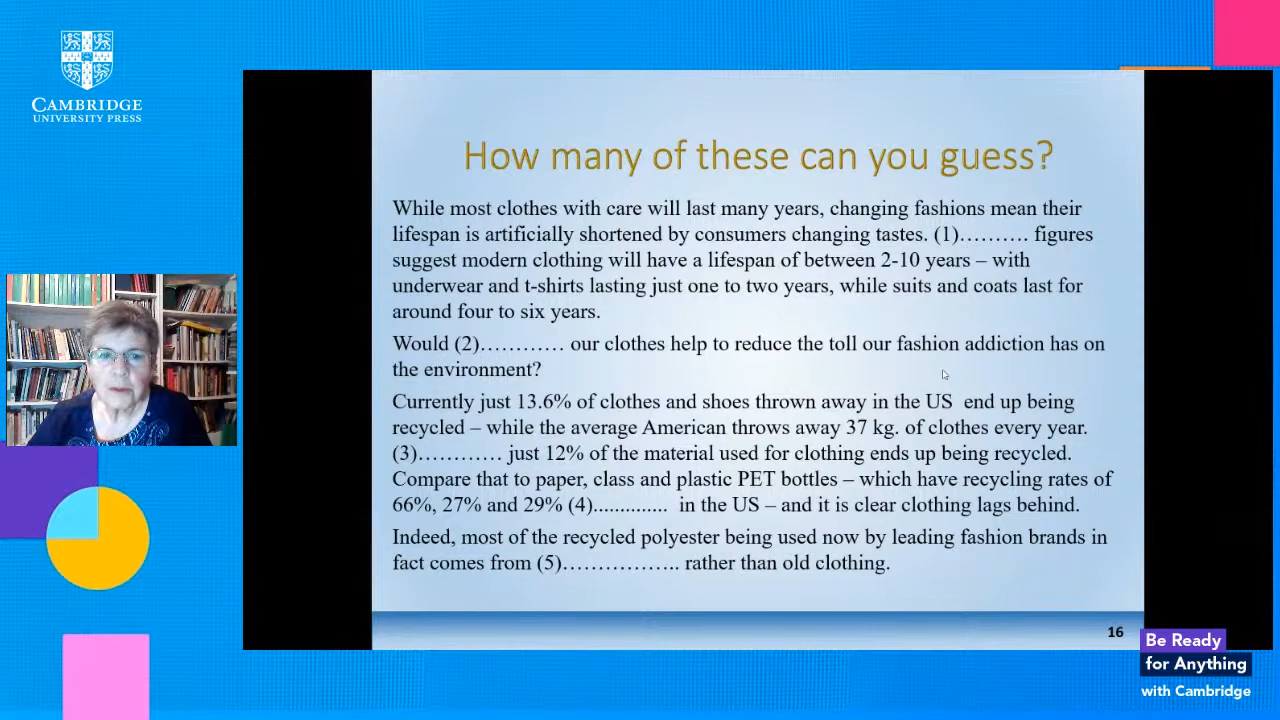 CAMBRIDGE
UNIVERSITY PRESS
How many of these can you guess?
While most clothes with care will last many years, changing fashions mean their
lifespan is artificially shortened by consumers changing tastes. (1)………. figures
suggest modern clothing will have a lifespan of between 2-10 years – with
underwear and t-shirts lasting just one to two years, while suits and coats last for
around four to six years.
Would (2)………… our clothes help to reduce the toll our fashion addiction has on
the environment?
Currently just 13.6% of clothes and shoes thrown away in the US end up being
recycled – while the average American throws away 37 kg. of clothes every year.
(3)………… just 12% of the material used for clothing ends up being recycled.
Compare that to paper, class and plastic PET bottles – which have recycling rates of
66%, 27% and 29% (4).............. in the US – and it is clear clothing lags behind.
Indeed, most of the recycled polyester being used now by leading fashion brands in
fact comes from (5)…………….. rather than old clothing.
16
Be Ready
for Anything
with Cambridge